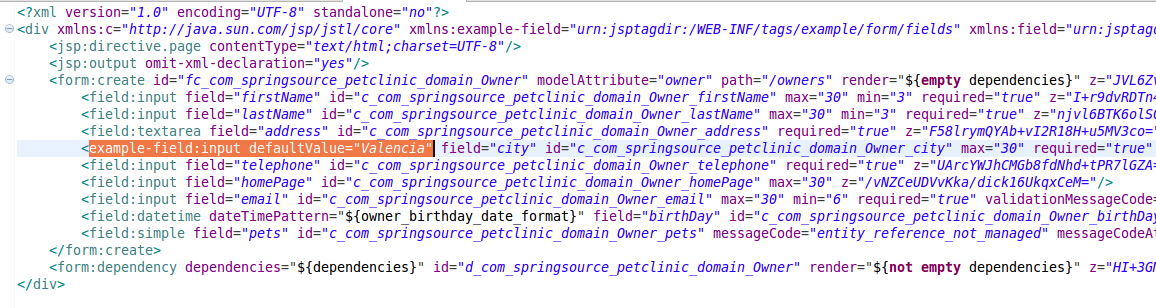 <?xml version="1.0" encoding="UTF-8" standalone="no"?>
<div xmlns:c="http://java.sun.com/jsp/jstl/core" xmlns:example-field="urn:jsptagdir:/WEB-INF/tags/example/form/fields" xmlns:field="urn:jsptagd
<jsp:directive.page contentType="text/html;charset=UTF-8"/>
<jsp:output omit-xml-declaration="yes"/>
<form:create id="fc_com_springsource_petclinic_domain_Owner" modelAttribute="owner" path="/owners" render="${empty dependencies}" z="JVL6Zv
<field:input field="firstName" id="c_com_springsource_petclinic_domain_Owner_firstName" max="30" min="3" required="true" z="I+r9dvRDTn4
<field:input field="lastName" id="c_com_springsource_petclinic_domain_Owner_lastName" max="30" min="3" required="true" z="njvl6BTK6olS
<field:textarea field="address" id="c_com_springsource_petclinic_domain_Owner_address" required="true" z="F58lrymQYAb+vI2R18H+u5MV3co="
<example-field:input defaultValue="Valencia" field="city" id="c_com_springsource_petclinic_domain_Owner_city" max="30" required="true"
<field:input field="telephone" id="c_com_springsource_petclinic_domain_Owner_telephone" required="true" z="UArcYWJhCMGb8fdNhd+tPR7lGZA=
<field:input field="homePage" id="c_com_springsource_petclinic_domain_Owner_homePage" max="30" z="/vNZCeUDVvKka/dick16UkqxCeM="/>
<field:input field="email" id="c_com_springsource_petclinic_domain_Owner_email" max="30" min="6" required="true" validationMessageCode=
<field:datetime dateTimePattern="${owner_birthday_date_format}" field="birthDay" id="c_com_springsource_petclinic_domain_Owner_birthDay
<field:simple field="pets" id="c_com_springsource_petclinic_domain_Owner_pets" messageCode="entity_reference_not_managed" messageCodeAt
</form:create>
<form:dependency dependencies="${dependencies}" id="d_com_springsource_petclinic_domain_Owner" render="${not empty dependencies}" z="HI+3GM
</div>